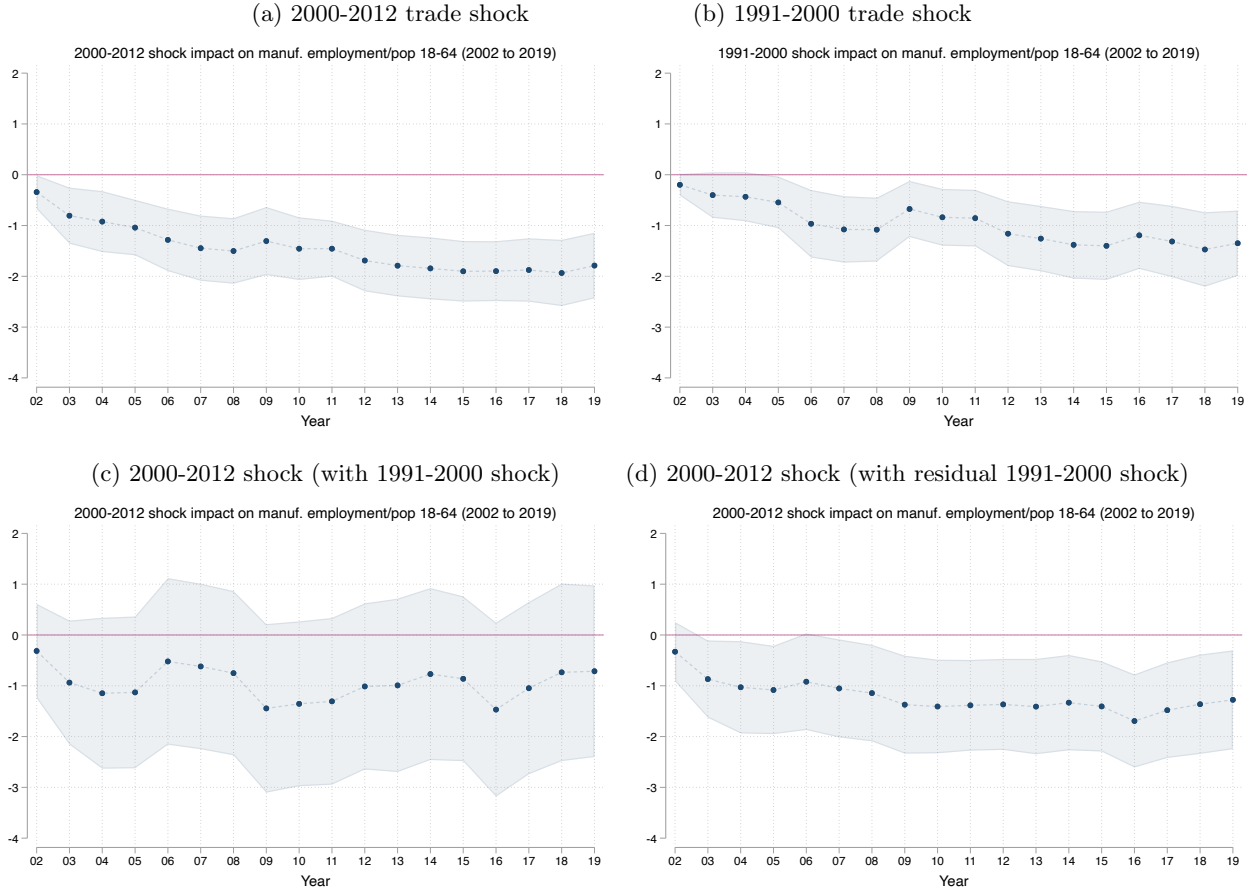 (a) 2000-2012 trade shock
2000-2012 shock impact on manuf. employment/pop 18-64 (2002 to 2019)
2
1
0
-1
-2
-3
-4
02 03 04 05 06 07 08 09 10 11 12 13 14 15 16 17 18 19
Year
(b) 1991-2000 trade shock
1991-2000 shock impact on manuf. employment/pop 18-64 (2002 to 2019)
2
1
0
-1
-2
-3
-4
02 03 04 05 06 07 08 09 10 11 12 13 14 15 16 17 18 19
Year
(c) 2000-2012 shock (with 1991-2000 shock)
2000-2012 shock impact on manuf. employment/pop 18-64 (2002 to 2019)
2
1
0
-1
-2
-3
-4
02 03 04 05 06 07 08 09 10 11 12 13 14 15 16 17 18 19
Year
(d) 2000-2012 shock (with residual 1991-2000 shock)
2000-2012 shock impact on manuf. employment/pop 18-64 (2002 to 2019)
2
1
0
-1
-2
-3
-4
02 03 04 05 06 07 08 09 10 11 12 13 14 15 16 17 18 19
Year